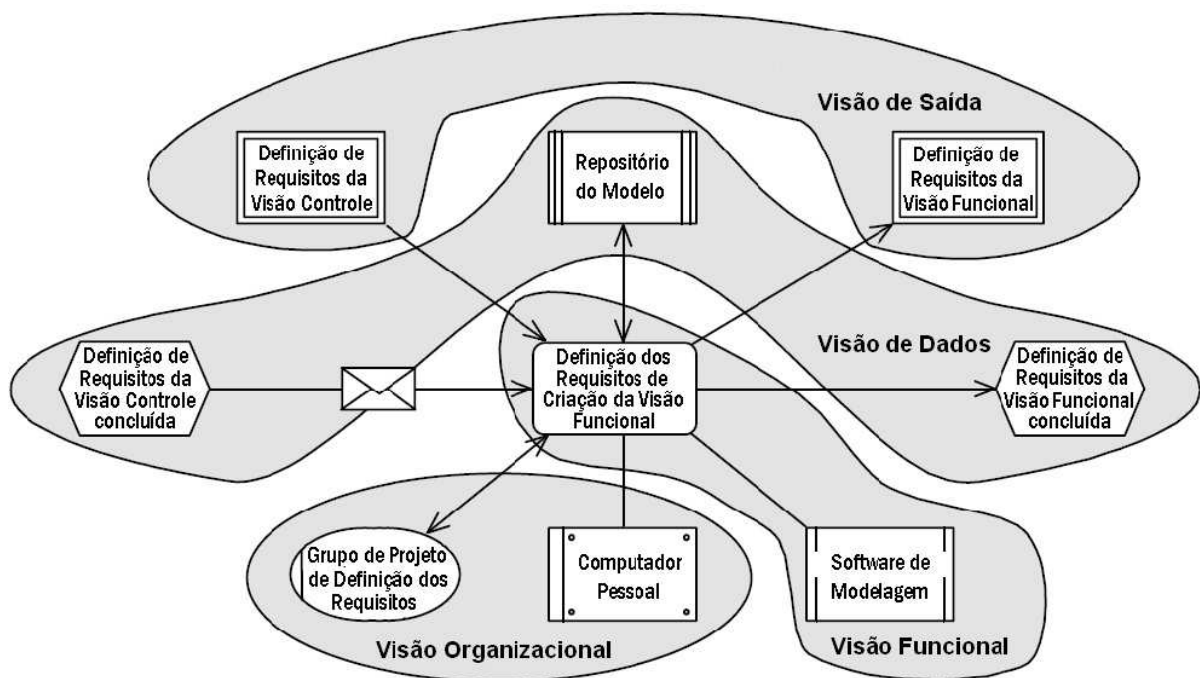 Visão de Saída
Definição de
Requisitos da
Visão Controle
Repositório
do Modelo
Definição de
Requisitos da
Visão Funcional
Definição de
Requisitos da
Visão Controle
concluída
Definição dos
Requisitos de
Criação da Visão
Funcional
Visão de Dados
Definição de
Requisitos da
Visão Funcional
concluída
Grupo de Projeto
de Definição dos
Requisitos
Computador
Pessoal
Software de
Modelagem
Visão Organizacional
Visão Funcional